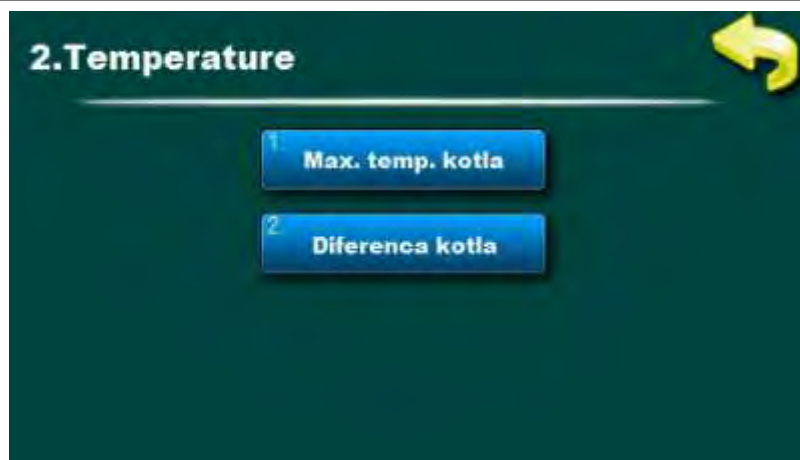 2.Temperature
1.
Max. temp. kotla
2.
Diferenca kotla